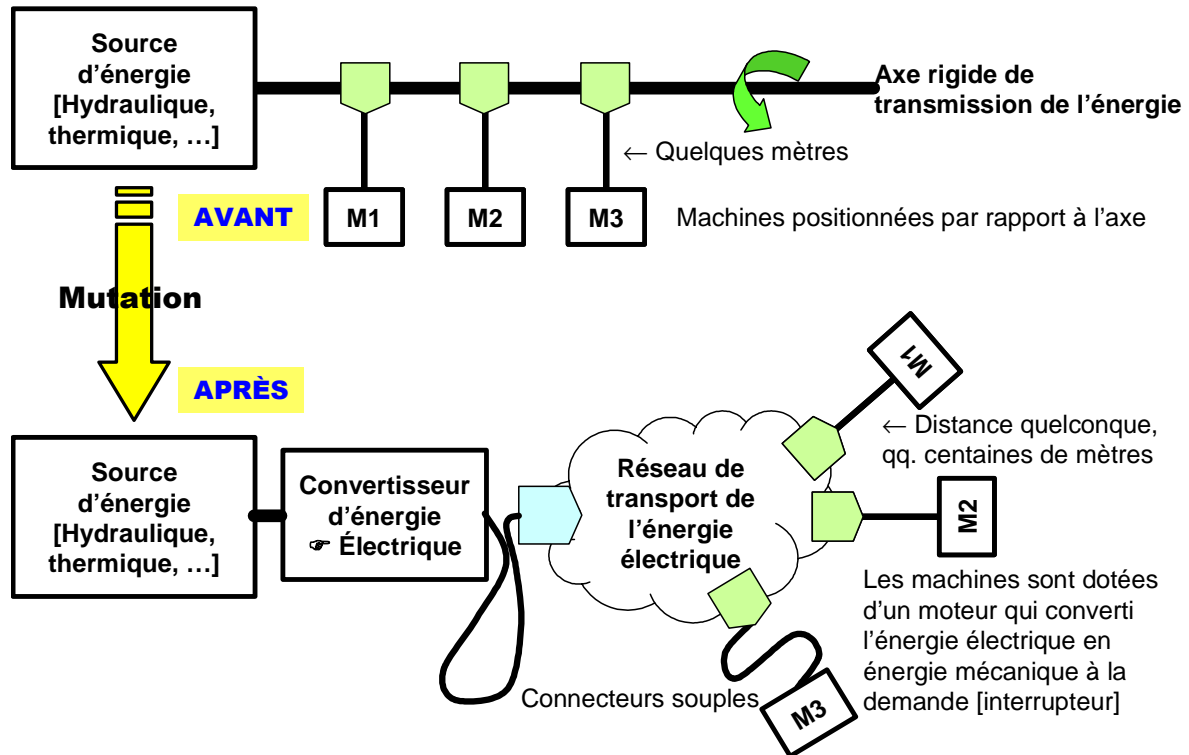 Source
d’énergie
[Hydraulique,
thermique, …]
Axe rigide de
transmission de l’énergie
← Quelques mètres
AVANT
M1
M2
M3
Machines positionnées par rapport à l’axe
Mutation
APRÈS
Source
d’énergie
[Hydraulique,
thermique, …]
Convertisseur
d’énergie
☞ Électrique
Réseau de
transport de
l’énergie
électrique
M1
← Distance quelconque,
qq. centaines de mètres
M2
Les machines sont dotées
d’un moteur qui converti
l’énergie électrique en
énergie mécanique à la
demande [interrupteur]
Connecteurs souples
M3